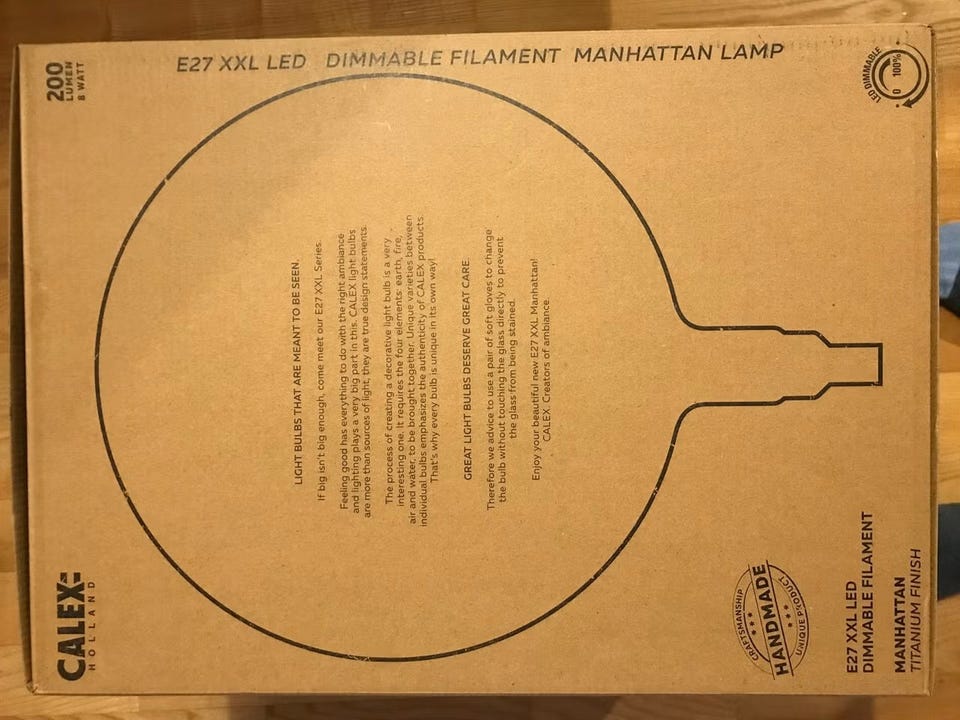 E27 XXL LED DIMMABLE FILAMENT MANHATTAN LAMP
CALEX
HOLLAND
200
LUMEN
8 WATT
LIGHT BULBS THAT ARE MEANT TO BE SEEN.
If big isn't big enough, come meet our E27 XXL Series.
Feeling good has everything to do with the right ambiance
and lighting plays a very big part in this. CALEX light bulbs
are more than sources of light, they are true design statements.
The process of creating a decorative light bulb is a very
interesting one. It requires the four elements: earth, fire,
air and water, to be brought together. Unique varieties between
individual bulbs emphasizes the authenticity of CALEX products.
That's why every bulb is unique in its own way!
GREAT LIGHT BULBS DESERVE GREAT CARE.
Therefore we advice to use a pair of soft gloves to change
the bulb without touching the glass directly to prevent
the glass from being stained.
Enjoy your beautiful new E27 XXL Manhattan!
CALEX. Creators of ambiance.
CRAFTSMANSHIP
HANDMADE
UNIQUE PRODUCT
E27 XXL LED
DIMMABLE FILAMENT
MANHATTAN
TITANIUM FINISH
LED DIMMABLE
0 100%